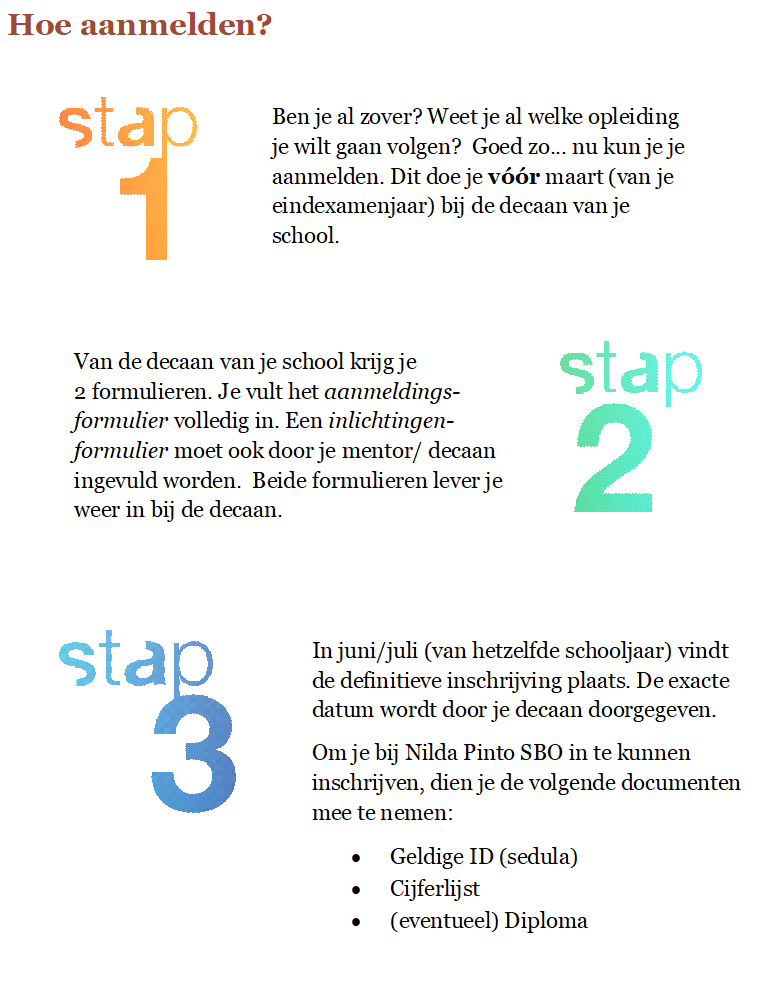 Hoe aanmelden?
stap
1
Ben je al zover? Weet je al welke opleiding
je wilt gaan volgen?  Goed zo... nu kun je je
aanmelden. Dit doe je vóór maart (van je
eindexamenjaar) bij de decaan van je
school.
Van de decaan van je school krijg je
2 formulieren. Je vult het aanmeldings-
formulier volledig in. Een inlichtingen-
formulier moet ook door je mentor/ decaan
ingevuld worden.  Beide formulieren lever je
weer in bij de decaan.
stap
2
stap
3
In juni/juli (van hetzelfde schooljaar) vindt
de definitieve inschrijving plaats. De exacte
datum wordt door je decaan doorgegeven.
Om je bij Nilda Pinto SBO in te kunnen
inschrijven, dien je de volgende documenten
mee te nemen:
• Geldige ID (sedula)
• Cijferlijst
• (eventueel) Diploma